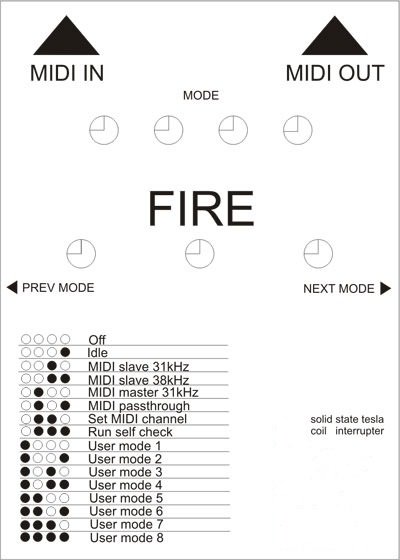 MIDI IN
MIDI OUT
MODE
FIRE
PREV MODE
NEXT MODE
Off
Idle
MIDI slave 31kHz
MIDI slave 38kHz
MIDI master 31kHz
MIDI passthrough
Set MIDI channel
Run self check
User mode 1
User mode 2
User mode 3
User mode 4
User mode 5
User mode 6
User mode 7
User mode 8
solid state tesla
coil interrupter